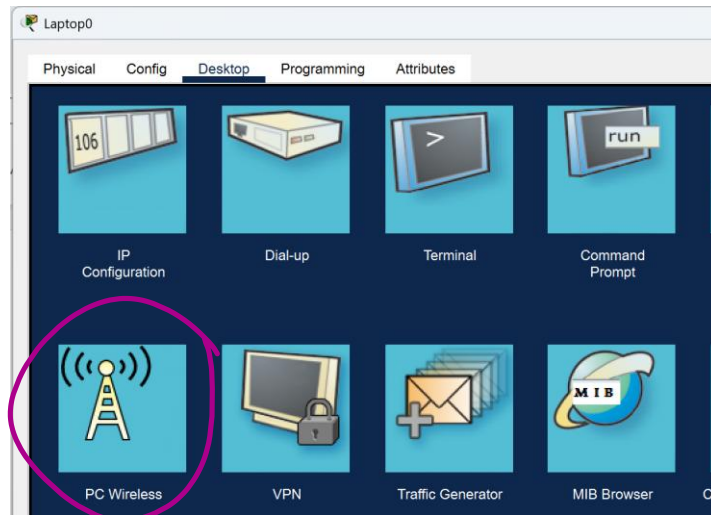 Laptop0
Physical Config Desktop Programming Attributes
106
>
run
IP
Configuration
Dial-up
Terminal
Command
Prompt
MIB
PC Wireless
VPN
Traffic Generator
MIB Browser